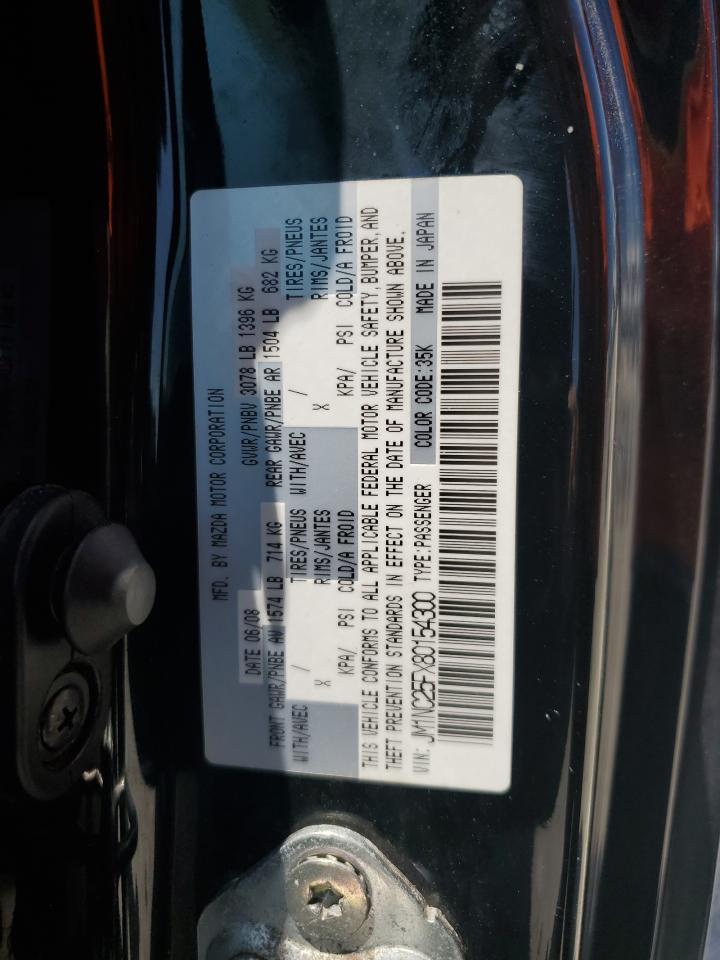 MFD. BY MAZDA MOTOR CORPORATION
DATE 06/08 GVWR/PNBV 3078 LB 1396 KG
FRONT GAWR/PNBE AV 1574 LB 714 KG REAR GAWR/PNBE AR 1504 LB 682 KG
WITH/AVEC / TIRES/PNEUS WITH/AVEC / TIRES/PNEUS
X RIMS/JANTES X RIMS/JANTES
KPA/ PSI COLD/A FROID KPA/ PSI COLD/A FROID
THIS VEHICLE CONFORMS TO ALL APPLICABLE FEDERAL MOTOR VEHICLE SAFETY, BUMPER, AND
THEFT PREVENTION STANDARDS IN EFFECT ON THE DATE OF MANUFACTURE SHOWN ABOVE.
VIN: JM1NC25FX80154300 TYPE:PASSENGER COLOR CODE:35K MADE IN JAPAN